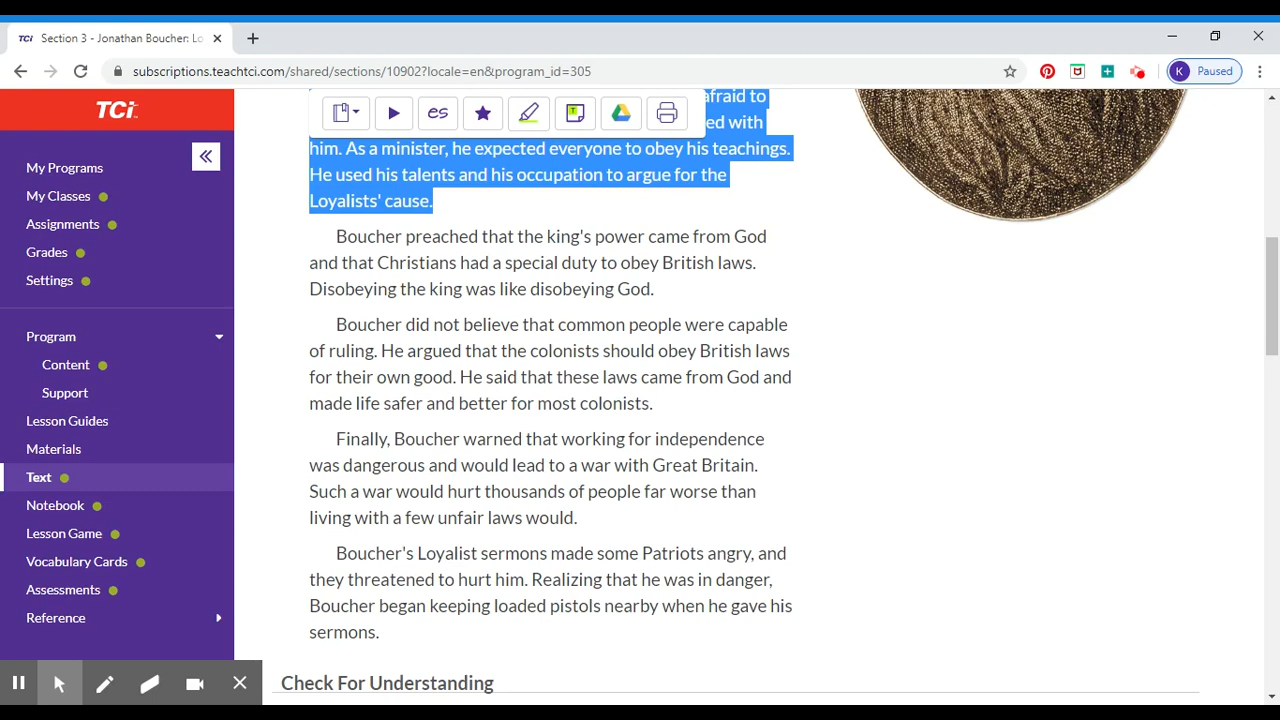 TCi Section 3 - Jonathan Boucher: Lo
subscriptions.teachtci.com/shared/section/10902?locale=en&program_id=305
K Paused
TCi
My Programs
My Classes
Assignments
Grades
Settings
Program
Content
Support
Lesson Guides
Materials
Text
Notebook
Lesson Game
Vocabulary Cards
Assessments
Reference
es
T
afraid to
ed with
him. As a minister, he expected everyone to obey his teachings.
He used his talents and his occupation to argue for the
Loyalists' cause.
Boucher preached that the king's power came from God
and that Christians had a special duty to obey British laws.
Disobeying the king was like disobeying God.
Boucher did not believe that common people were capable
of ruling. He argued that the colonists should obey British laws
for their own good. He said that these laws came from God and
made life safer and better for most colonists.
Finally, Boucher warned that working for independence
was dangerous and would lead to a war with Great Britain.
Such a war would hurt thousands of people far worse than
living with a few unfair laws would.
Boucher's Loyalist sermons made some Patriots angry, and
they threatened to hurt him. Realizing that he was in danger,
Boucher began keeping loaded pistols nearby when he gave his
sermons.
Check For Understanding